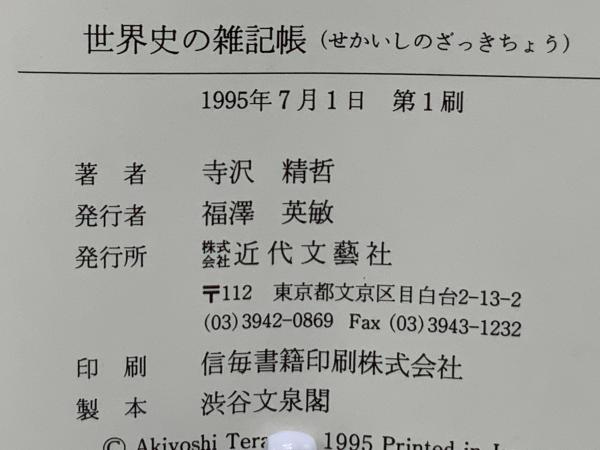 世界史の雑記帳（せかいしのざっきちょう）
1995年7月1日　第1刷
著　者　寺沢　精哲
発行者　福澤　英敏
発行所　株式会社 近代文藝社
〒112　東京都文京区目白台2-13-2
(03)3942-0869　Fax (03)3943-1232
印　刷　信毎書籍印刷株式会社
製　本　渋谷文泉閣
© Akiyoshi 1995 Printed in